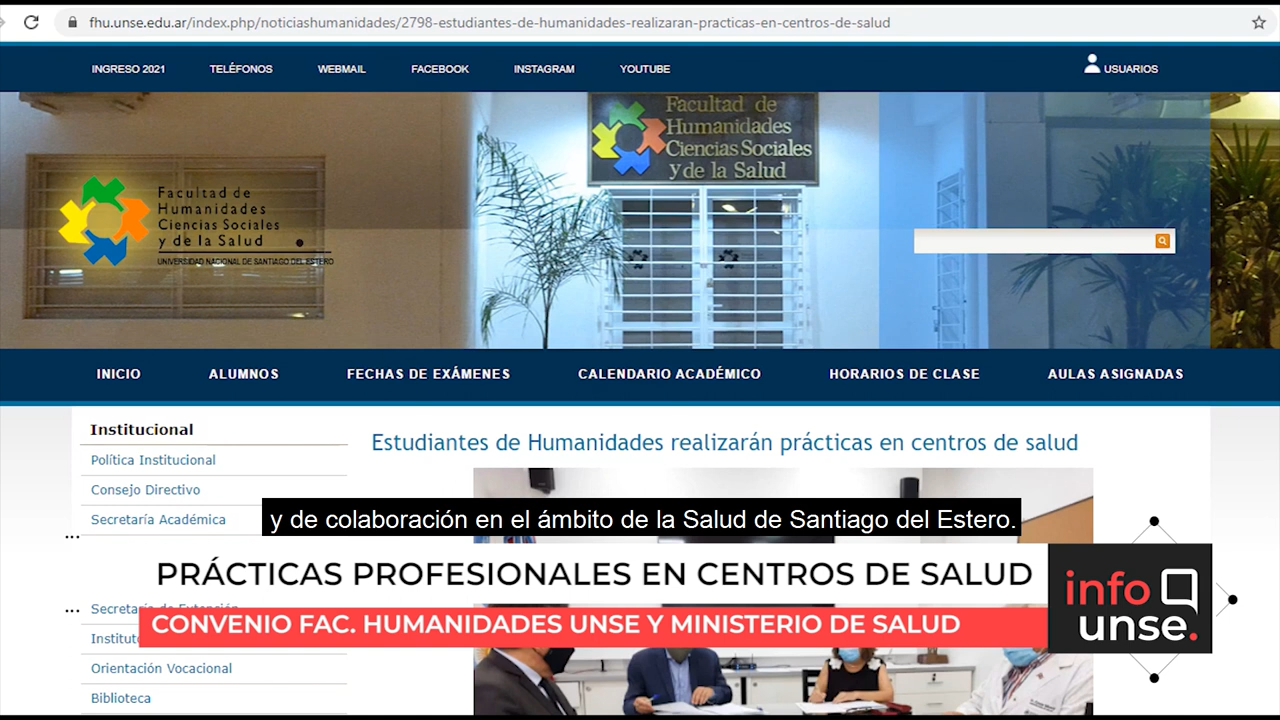 fhu.unse.edu.ar/index.php/noticiashumanidades/2798-estudiantes-de-humanidades-realizaran-practicas-en-centros-de-salud
INGRESO 2021 TELÉFONOS WEBMAIL FACEBOOK INSTAGRAM YOUTUBE USUARIOS
Facultad de
Humanidades
Ciencias Sociales
y de la Salud
Facultad de
Humanidades
Ciencias Sociales
y de la Salud
UNIVERSIDAD NACIONAL DE SANTIAGO DEL ESTERO
INICIO ALUMNOS FECHAS DE EXÁMENES CALENDARIO ACADÉMICO HORARIOS DE CLASE AULAS ASIGNADAS
Institucional
Estudiantes de Humanidades realizarán prácticas en centros de salud
Política Institucional
Consejo Directivo
Secretaría Académica
y de colaboración en el ámbito de la Salud de Santiago del Estero.
PRÁCTICAS PROFESIONALES EN CENTROS DE SALUD
info
unse.
Secretaría de Extensión
CONVENIO FAC. HUMANIDADES UNSE Y MINISTERIO DE SALUD
Orientación Vocacional
Biblioteca